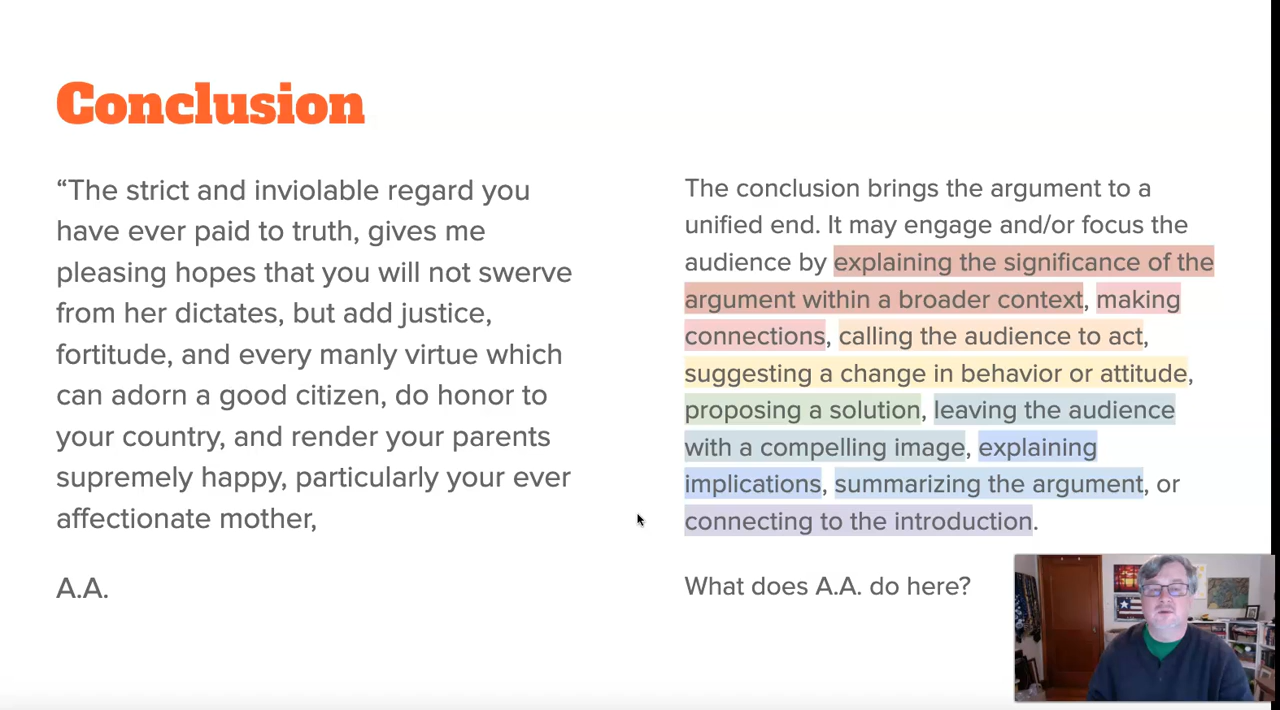 Conclusion
“The strict and inviolable regard you
have ever paid to truth, gives me
pleasing hopes that you will not swerve
from her dictates, but add justice,
fortitude, and every manly virtue which
can adorn a good citizen, do honor to
your country, and render your parents
supremely happy, particularly your ever
affectionate mother,
A.A.
The conclusion brings the argument to a
unified end. It may engage and/or focus the
audience by explaining the significance of the
argument within a broader context, making
connections, calling the audience to act,
suggesting a change in behavior or attitude,
proposing a solution, leaving the audience
with a compelling image, explaining
implications, summarizing the argument, or
connecting to the introduction.
What does A.A. do here?